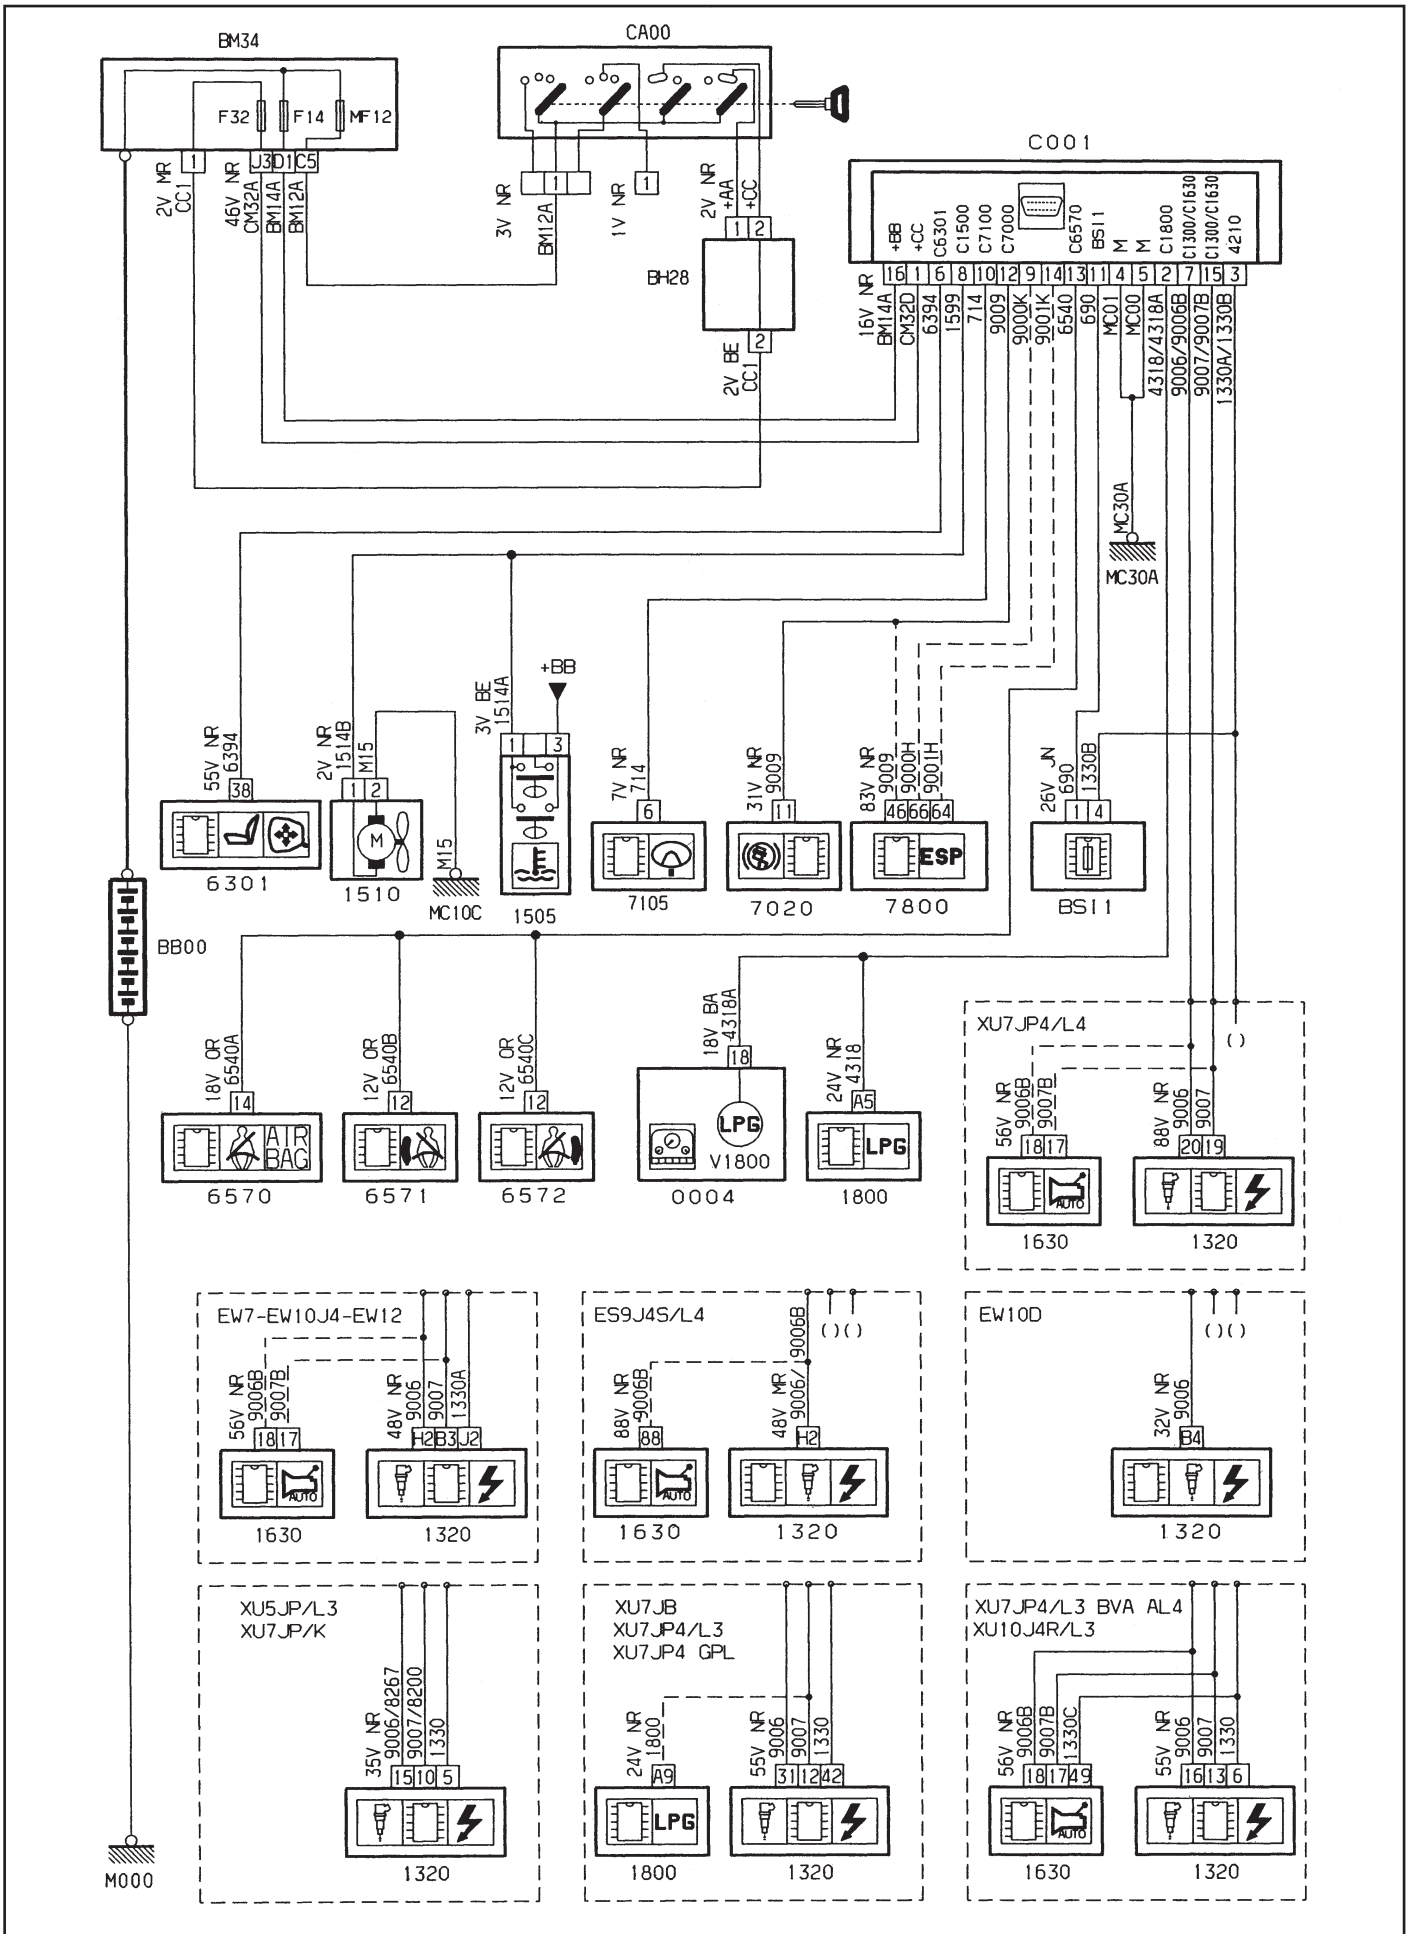 BM34
CA00
F32
F14
MF12
1
J3
D1
C5
2V MR
CC1
46V NR
CM32A
BM14A
BM12A
3V NR
1
BM12A
1V NR
1
2V NR
+AA
+CC
1
2
BH28
2
2V BE
CC1
C001
+BB
+CC
C6301
C1500
C7100
C7000
C6570
BSI1
M
M
C1800
C1300/C1630
C1300/C1630
4210
16
1
6
8
10
12
9
14
13
11
4
5
2
7
15
3
16V NR
BM14A
CM32D
6394
1599
714
9009
9000K
9001K
6540
690
MC01
MC00
4318/4318A
9006/9006B
9007/9007B
1330A/1330B
MC30A
MC30A
55V NR
6394
38
6301
2V NR
1514B
M15
1
2
M
1510
M15
MC10C
3V BE
1514A
+BB
1
3
1505
7V NR
714
6
7105
31V NR
9009
11
7020
83V NR
9009
9000H
9001H
46
66
64
ESP
7800
26V JN
690
1330B
1
4
BSI1
BB00
18V OR
6540A
14
AIR
BAG
6570
12V OR
6540B
12
6571
12V OR
6540C
12
6572
18V BA
4318A
18
LPG
V1800
0004
24V NR
4318
A5
LPG
1800
XU7JP4/L4
( )
56V NR
9006B
9007B
18
17
AUTO
1630
88V NR
9006
9007
20
19
1320
EW7-EW10J4-EW12
56V NR
9006B
9007B
18
17
AUTO
1630
48V NR
9006
9007
1330A
H2
B3
J2
1320
ES9J4S/L4
( ) ( )
88V NR
9006B
88
AUTO
1630
48V MR
9006/
9006B
H2
1320
EW10D
( ) ( )
32V NR
9006
B4
1320
XU5JP/L3
XU7JP/K
35V NR
9006/8267
9007/8200
1330
15
10
5
1320
XU7JB
XU7JP4/L3
XU7JP4 GPL
24V NR
1800
A9
LPG
1800
55V NR
9006
9007
1330
31
12
42
1320
XU7JP4/L3 BVA AL4
XU10J4R/L3
56V NR
9006B
9007B
1330C
18
17
49
AUTO
1630
55V NR
9006
9007
1330
16
13
6
1320
M000